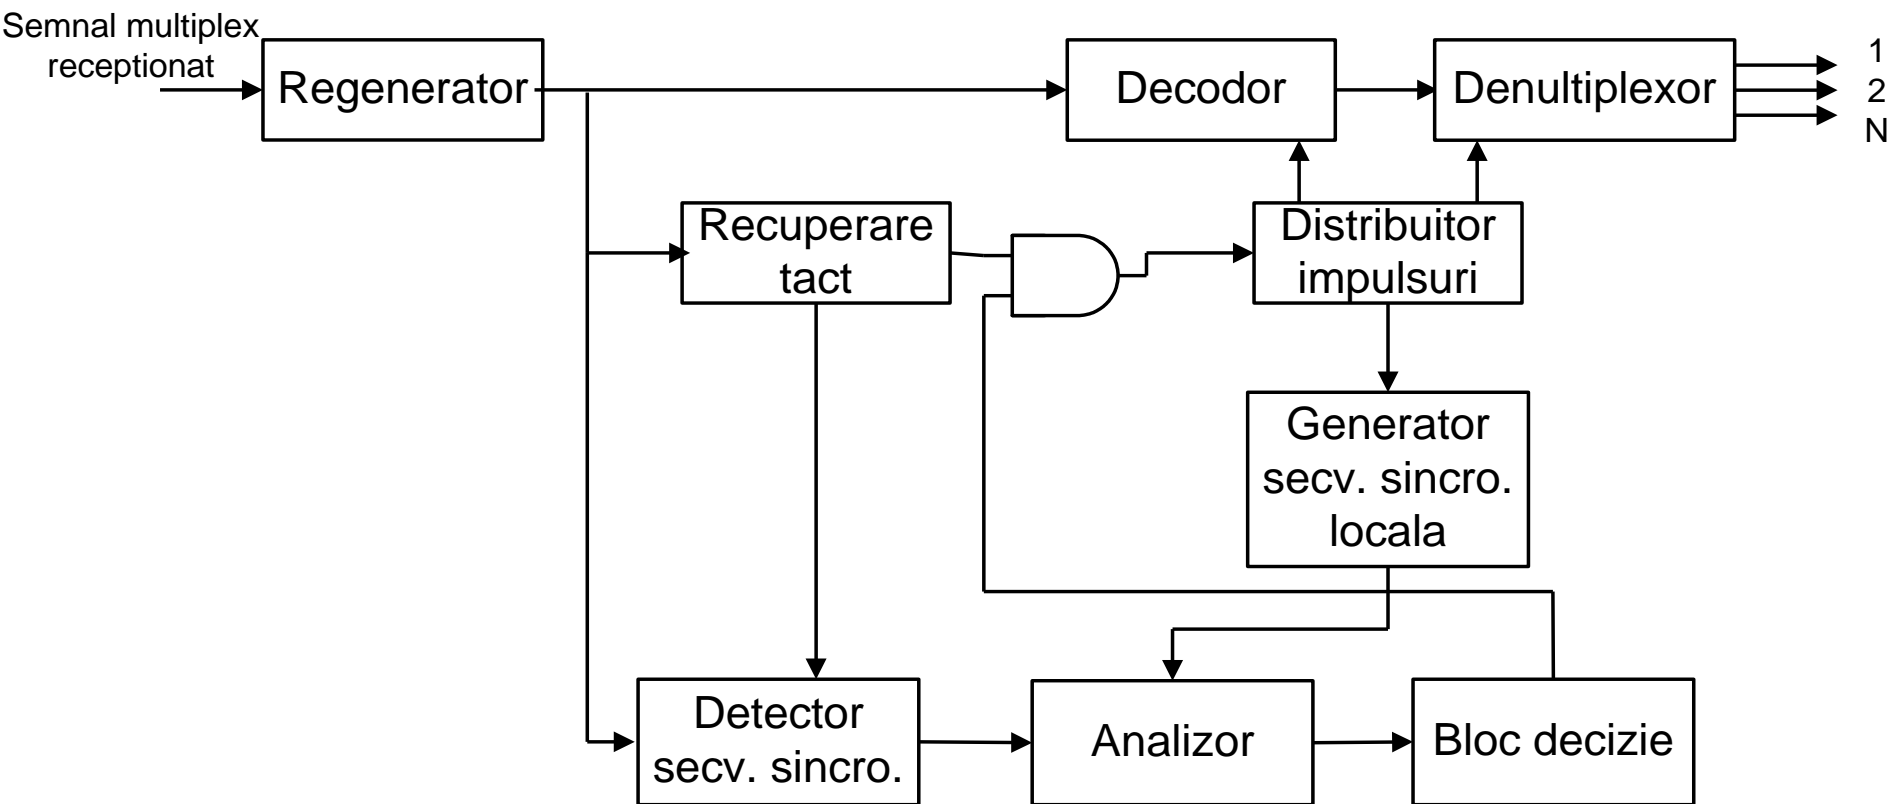 Semnal multiplex
receptionat
Regenerator
Decodor
Denultiplexor
1
2
N
Recuperare
tact
Distribuitor
impulsuri
Generator
secv. sincro.
locala
Detector
secv. sincro.
Analizor
Bloc decizie